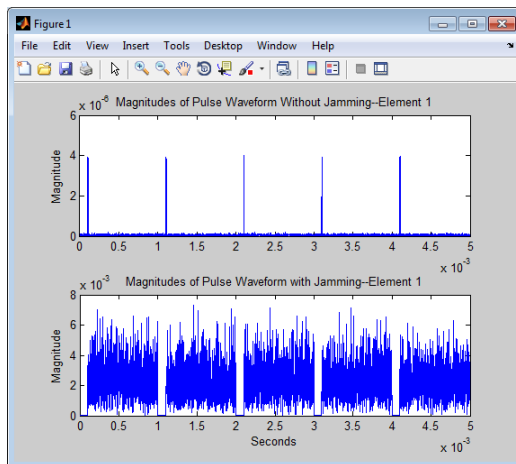 Figure 1
File Edit View Insert Tools Desktop Window Help
x 10^-6 Magnitudes of Pulse Waveform Without Jamming--Element 1
6
4
2
0
Magnitude
0 0.5 1 1.5 2 2.5 3 3.5 4 4.5 5
x 10^-3
x 10^-3 Magnitudes of Pulse Waveform with Jamming--Element 1
8
6
4
2
0
Magnitude
0 0.5 1 1.5 2 2.5 3 3.5 4 4.5 5
Seconds
x 10^-3